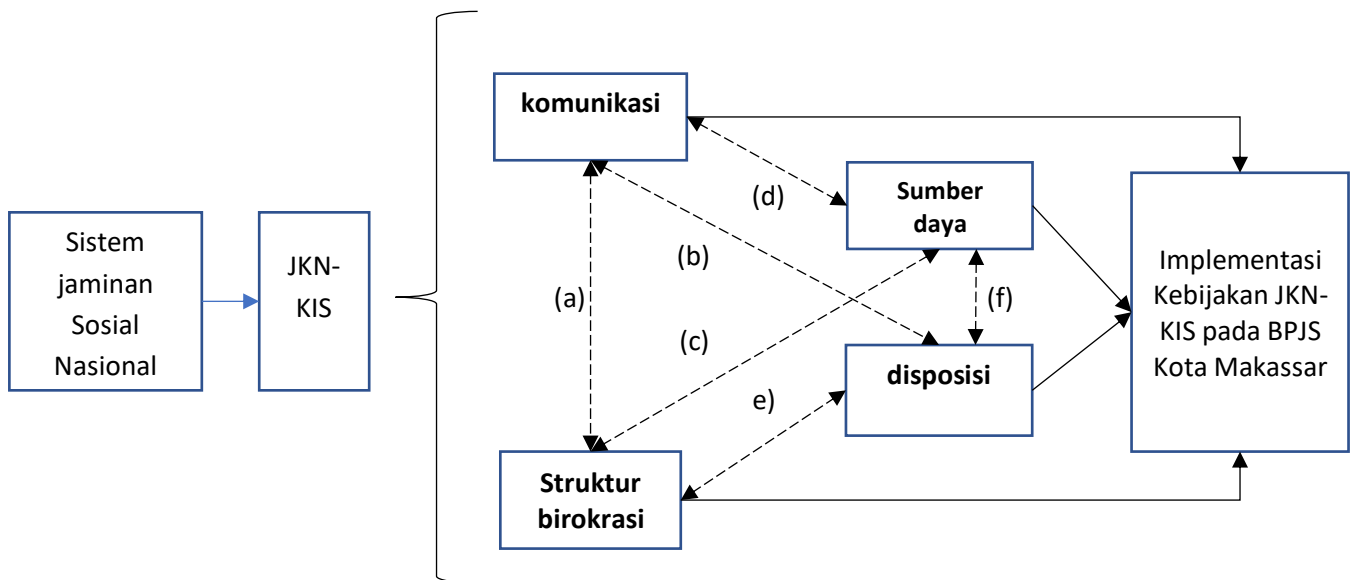 Sistem
jaminan
Sosial
Nasional
JKN-
KIS
komunikasi
(a)
(b)
(c)
(d)
Sumber
daya
(f)
disposisi
e)
Struktur
birokrasi
Implementasi
Kebijakan JKN-
KIS pada BPJS
Kota Makassar